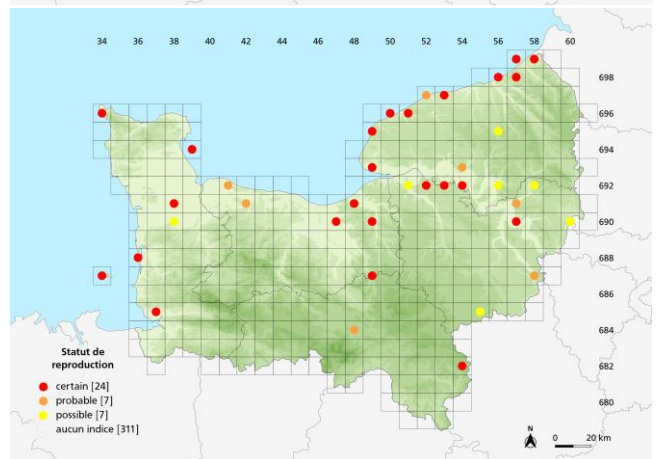 34 36 38 40 42 44 46 48 50 52 54 56 58 60
698
696
694
692
690
688
686
684
682
680
Statut de
reproduction
certain [24]
probable [7]
possible [7]
aucun indice [311]
N
0 20 km